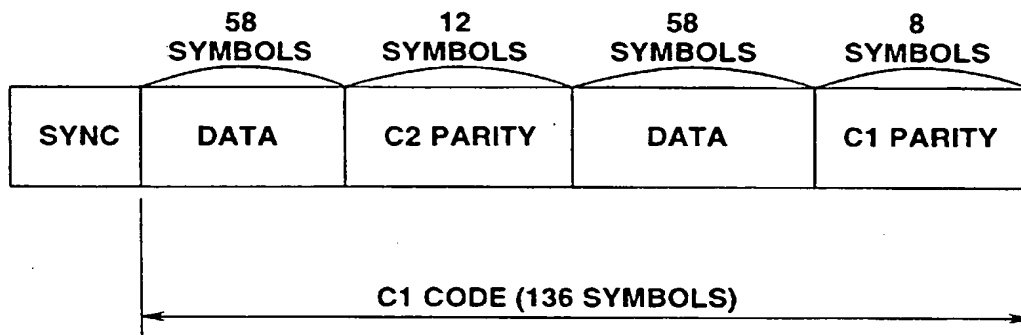 58 SYMBOLS
12 SYMBOLS
58 SYMBOLS
8 SYMBOLS
SYNC
DATA
C2 PARITY
DATA
C1 PARITY
C1 CODE (136 SYMBOLS)